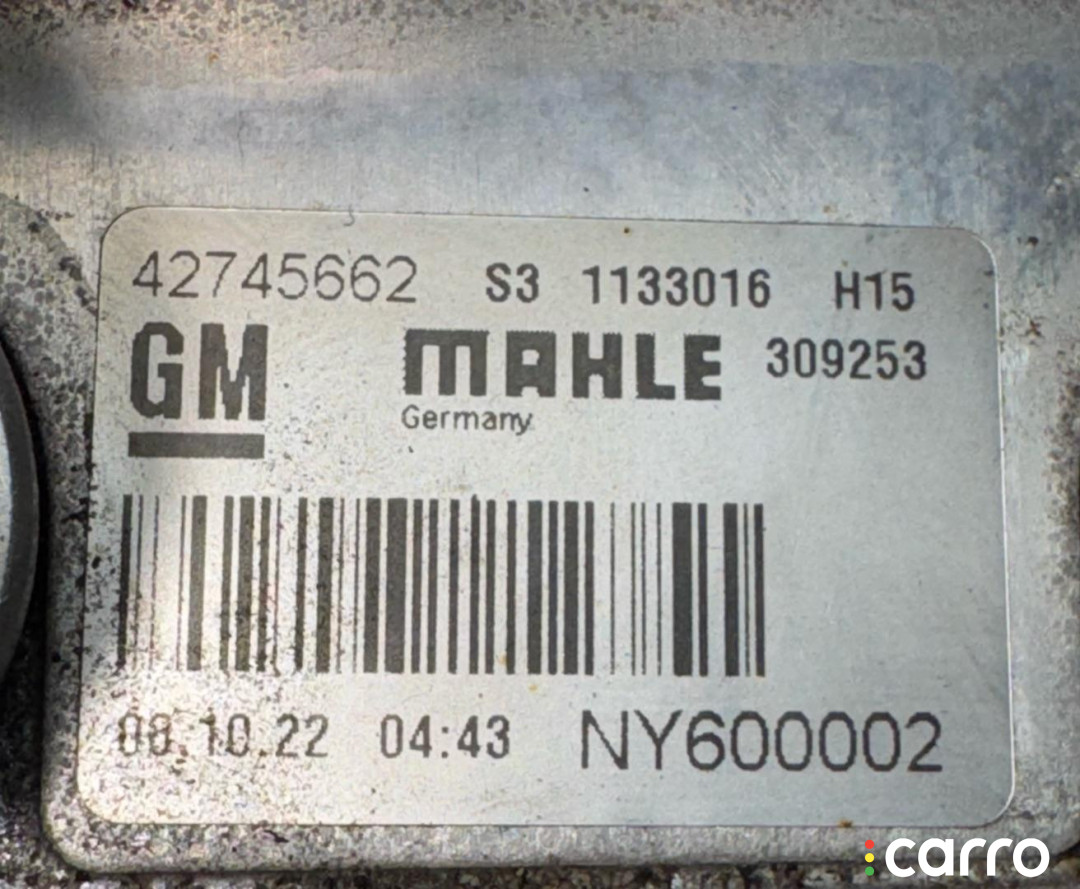 42745662 S3 1133016 H15
GM MAHLE 309253
Germany
08.10.22 04:43 NY600002
carro